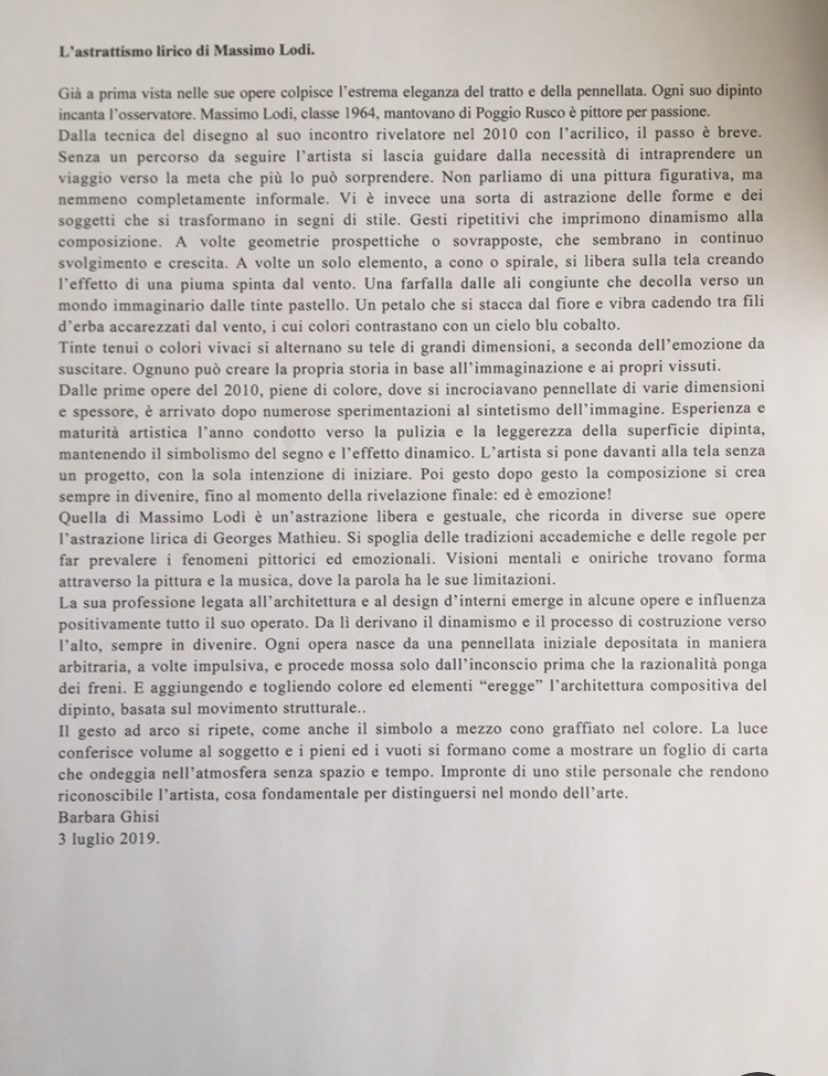 L'astrattismo lirico di Massimo Lodi.
Già a prima vista nelle sue opere colpisce l'estrema eleganza del tratto e della pennellata. Ogni suo dipinto
incanta l'osservatore. Massimo Lodi, classe 1964, mantovano di Poggio Rusco è pittore per passione.
Dalla tecnica del disegno al suo incontro rivelatore nel 2010 con l'acrilico, il passo è breve.
Senza un percorso da seguire l'artista si lascia guidare dalla necessità di intraprendere un
viaggio verso la meta che più lo può sorprendere. Non parliamo di una pittura figurativa, ma
nemmeno completamente informale. Vi è invece una sorta di astrazione delle forme e dei
soggetti che si trasformano in segni di stile. Gesti ripetitivi che imprimono dinamismo alla
composizione. A volte geometrie prospettiche o sovrapposte, che sembrano in continuo
svolgimento e crescita. A volte un solo elemento, a cono o spirale, si libera sulla tela creando
l'effetto di una piuma spinta dal vento. Una farfalla dalle ali congiunte che decolla verso un
mondo immaginario dalle tinte pastello. Un petalo che si stacca dal fiore e vibra cadendo tra fili
d'erba accarezzati dal vento, i cui colori contrastano con un cielo blu cobalto.
Tinte tenui o colori vivaci si alternano su tele di grandi dimensioni, a seconda dell'emozione da
suscitare. Ognuno può creare la propria storia in base all'immaginazione e ai propri vissuti.
Dalle prime opere del 2010, piene di colore, dove si incrociavano pennellate di varie dimensioni
e spessore, è arrivato dopo numerose sperimentazioni al sintetismo dell'immagine. Esperienza e
maturità artistica l'anno condotto verso la pulizia e la leggerezza della superficie dipinta,
mantenendo il simbolismo del segno e l'effetto dinamico. L'artista si pone davanti alla tela senza
un progetto, con la sola intenzione di iniziare. Poi gesto dopo gesto la composizione si crea
sempre in divenire, fino al momento della rivelazione finale: ed è emozione!
Quella di Massimo Lodi è un'astrazione libera e gestuale, che ricorda in diverse sue opere
l'astrazione lirica di Georges Mathieu. Si spoglia delle tradizioni accademiche e delle regole per
far prevalere i fenomeni pittorici ed emozionali. Visioni mentali e oniriche trovano forma
attraverso la pittura e la musica, dove la parola ha le sue limitazioni.
La sua professione legata all'architettura e al design d'interni emerge in alcune opere e influenza
positivamente tutto il suo operato. Da lì derivano il dinamismo e il processo di costruzione verso
l'alto, sempre in divenire. Ogni opera nasce da una pennellata iniziale depositata in maniera
arbitraria, a volte impulsiva, e procede mossa solo dall'inconscio prima che la razionalità ponga
dei freni. E aggiungendo e togliendo colore ed elementi “eregge” l'architettura compositiva del
dipinto, basata sul movimento strutturale..
Il gesto ad arco si ripete, come anche il simbolo a mezzo cono graffiato nel colore. La luce
conferisce volume al soggetto e i pieni ed i vuoti si formano come a mostrare un foglio di carta
che ondeggia nell'atmosfera senza spazio e tempo. Impronte di uno stile personale che rendono
riconoscibile l'artista, cosa fondamentale per distinguersi nel mondo dell'arte.
Barbara Ghisi
3 luglio 2019.